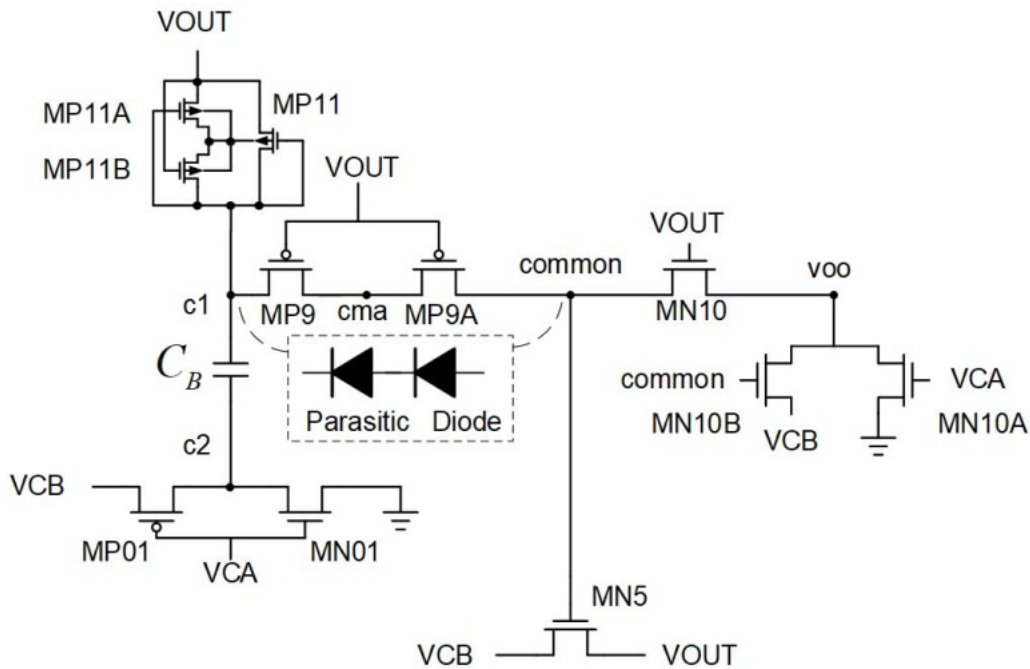 VOUT
MP11A
MP11
MP11B
VOUT
VOUT
common
voo
c1
MP9
cma
MP9A
MN10
C_B
Parasitic Diode
common
VCA
MN10B
MN10A
VCB
c2
VCB
MP01
MN01
VCA
MN5
VCB
VOUT